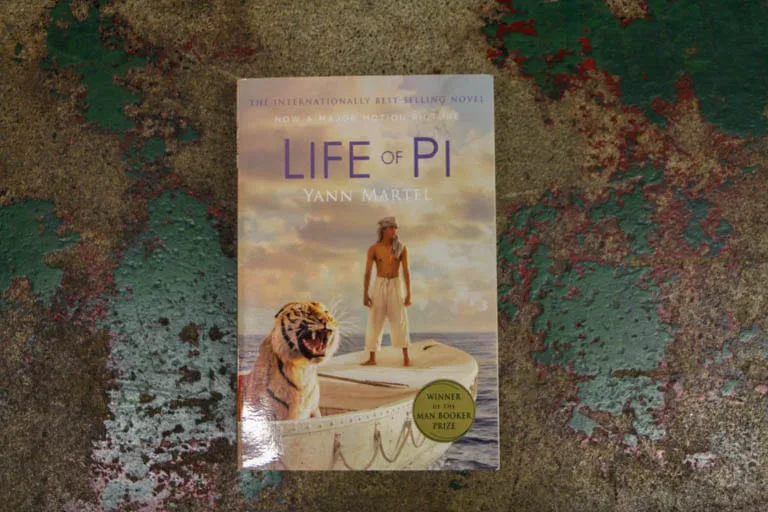 THE INTERNATIONALLY BEST-SELLING NOVEL
NOW A MAJOR MOTION PICTURE
LIFE OF PI
YANN MARTEL
WINNER
OF THE
MAN BOOKER
PRIZE